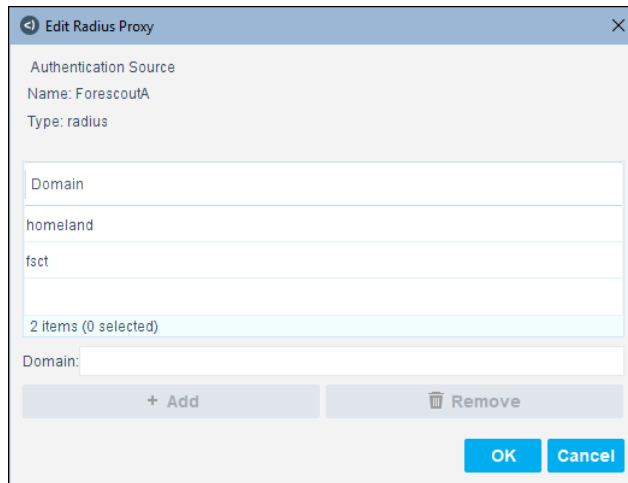 Edit Radius Proxy
Authentication Source
Name: ForescoutA
Type: radius
Domain
homeland
fsct
2 items (0 selected)
Domain:
+ Add Remove
OK Cancel